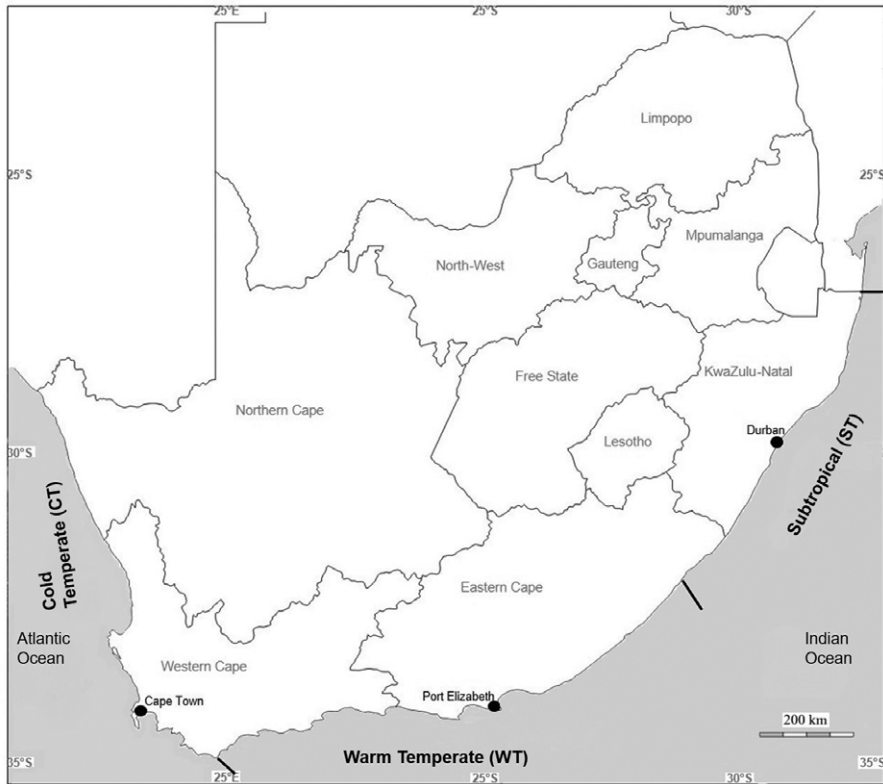 25°E
25°S
30°S
Limpopo
25°S
25°S
Mpumalanga
North-West
Gauteng
Free State
KwaZulu-Natal
Northern Cape
Durban
Lesotho
30°S
Subtropical (ST)
Cold
Temperate (CT)
Eastern Cape
Atlantic
Ocean
Indian
Ocean
Western Cape
Port Elizabeth
Cape Town
200 km
Warm Temperate (WT)
35°S
25°E
25°S
30°S
35°S